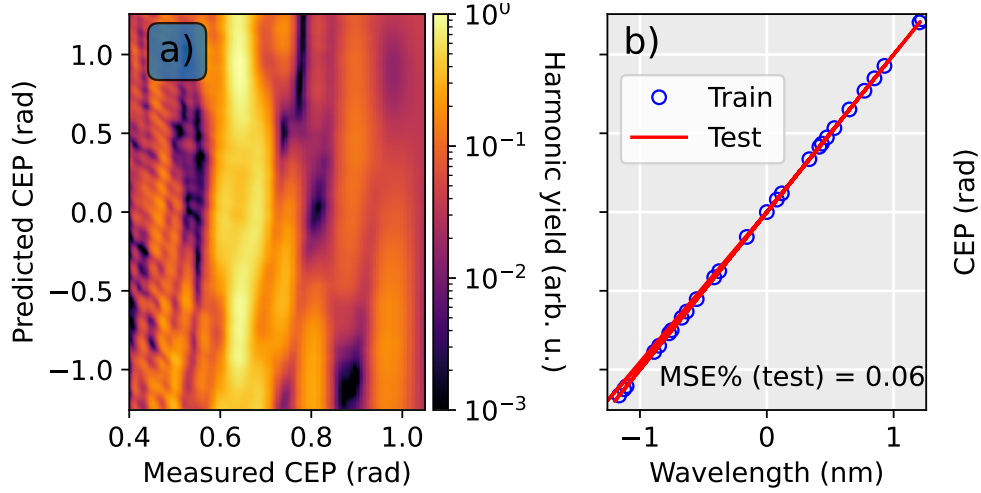 a)
Predicted CEP (rad)
1.0
0.5
0.0
−0.5
−1.0
0.4
0.6
0.8
1.0
Measured CEP (rad)
10⁰
10⁻¹
10⁻²
10⁻³
Harmonic yield (arb. u.)
b)
Train
Test
MSE% (test) = 0.06
−1
0
1
Wavelength (nm)
CEP (rad)